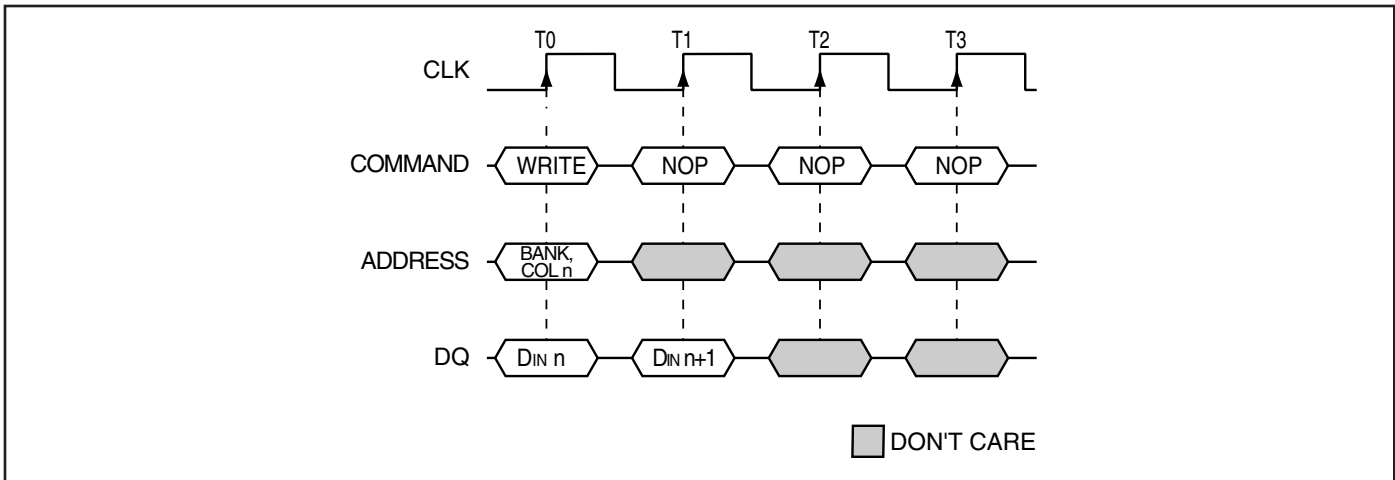 T0 T1 T2 T3
CLK
COMMAND WRITE NOP NOP NOP
ADDRESS BANK,
COL n
DQ DIN n DIN n+1
DON'T CARE